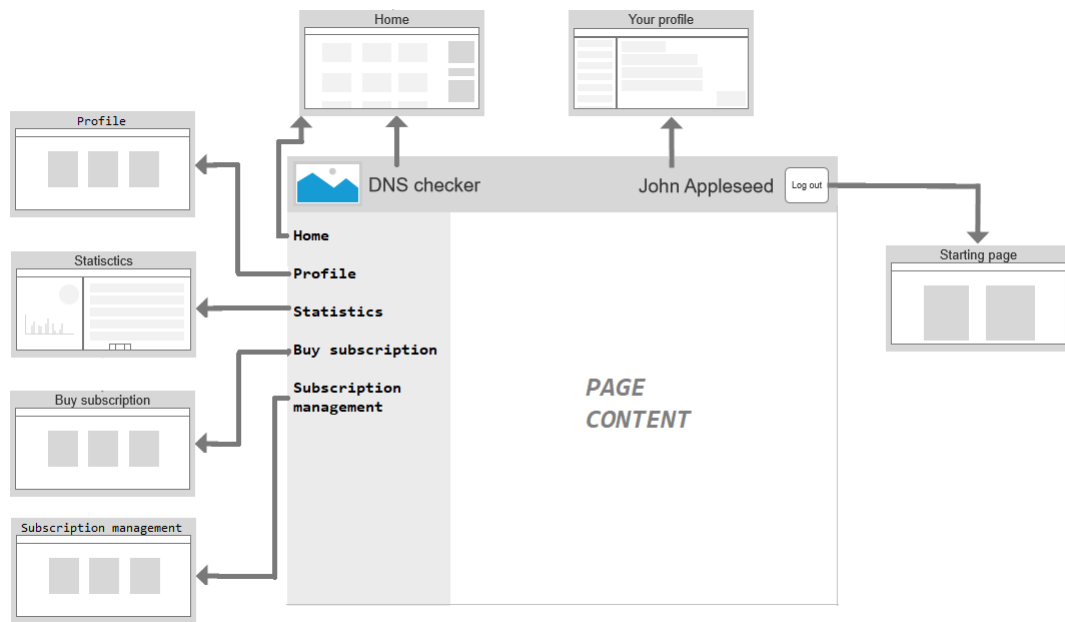 Home
Your profile
Profile
DNS checker
John Appleseed
Log out
Home
Starting page
Statisctics
Profile
Statistics
Buy subscription
Subscription
management
PAGE
CONTENT
Buy subscription
Subscription management